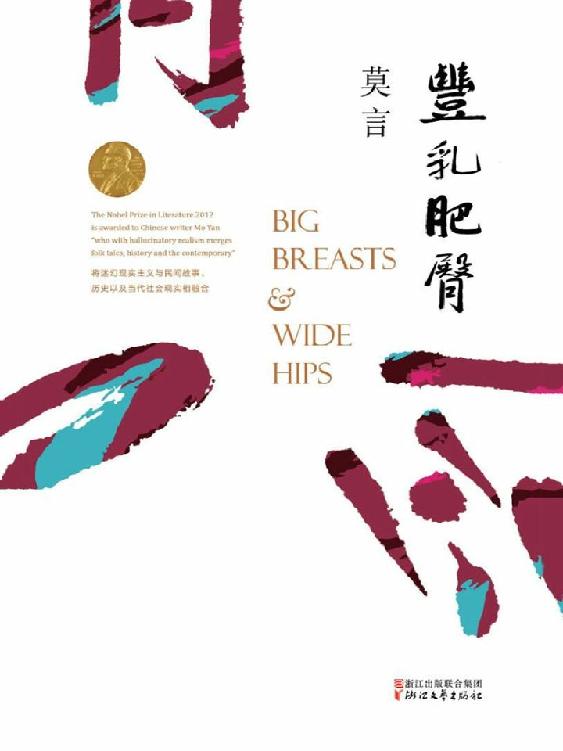 豐乳肥臀
莫言
The Nobel Prize in Literature 2012
is awarded to Chinese writer Mo Yan
"who with hallucinatory realism merges
folk tales, history and the contemporary"
将迷幻现实主义与民间故事、
历史以及当代社会现实相融合
BIG
BREASTS
&
WIDE
HIPS
浙江出版联合集团
浙江文艺出版社